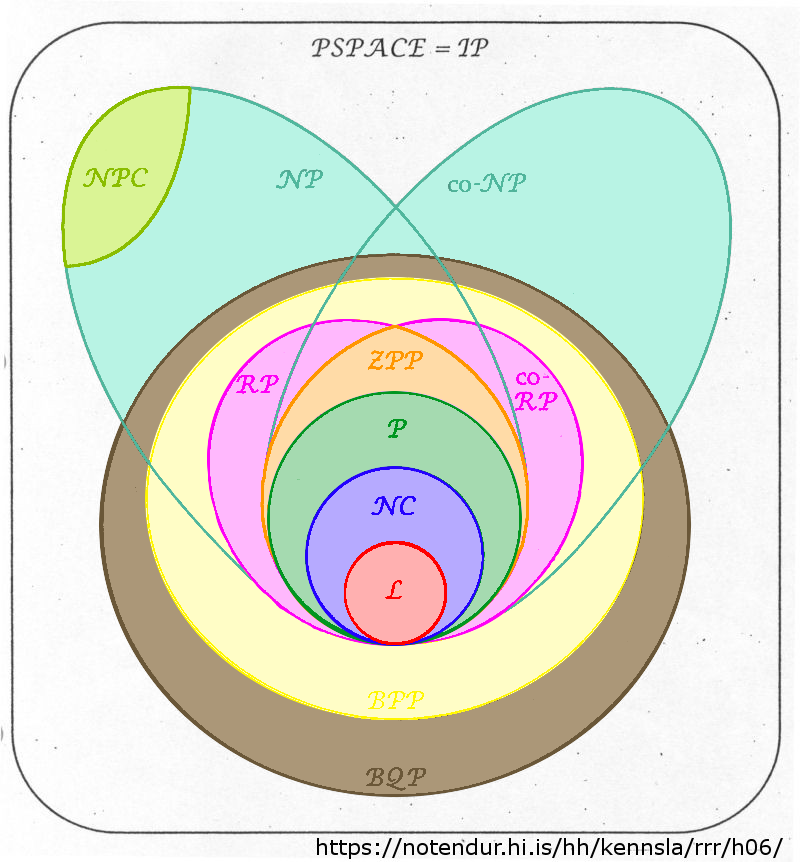 PSPACE = IP
NPC
NP
co-NP
ZPP
RP
co-
RP
P
NC
L
BPP
BQP
https://notendur.hi.is/hh/kennsla/rrr/h06/